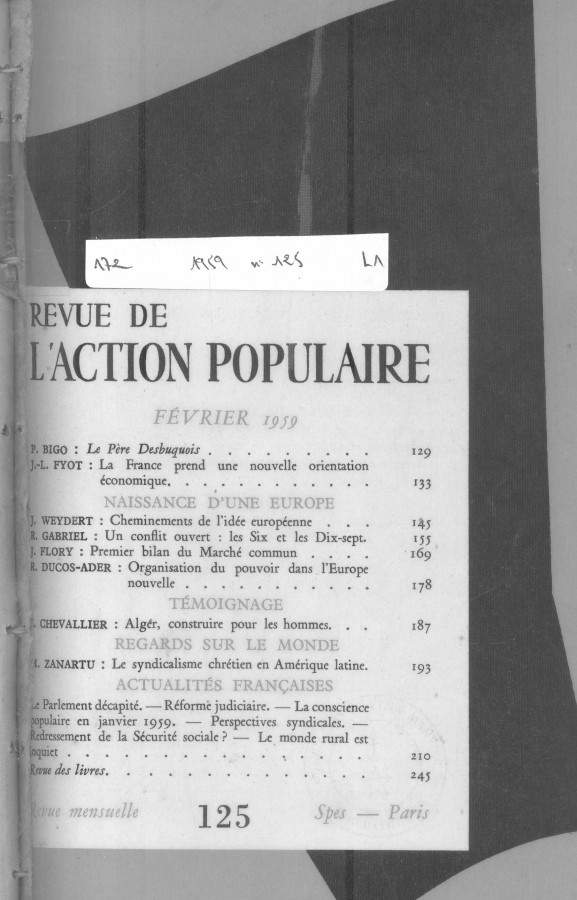 172 1959 n° 125 L1
REVUE DE
L'ACTION POPULAIRE
FÉVRIER 1959
P. BIGO : Le Père Desbuquois . . . . . . . . . 129
J.-L. FYOT : La France prend une nouvelle orientation
économique. . . . . . . . . . . . 133
NAISSANCE D'UNE EUROPE
J. WEYDERT : Cheminements de l'idée européenne . . . 145
R. GABRIEL : Un conflit ouvert : les Six et les Dix-sept. 155
J. FLORY : Premier bilan du Marché commun . . . . 169
R. DUCOS-ADER : Organisation du pouvoir dans l'Europe
nouvelle . . . . . . . . . . . 178
TÉMOIGNAGE
CHEVALLIER : Alger, construire pour les hommes. . . 187
REGARDS SUR LE MONDE
ZANARTU : Le syndicalisme chrétien en Amérique latine. 193
ACTUALITÉS FRANÇAISES
Le Parlement décapité. — Réforme judiciaire. — La conscience
populaire en janvier 1959. — Perspectives syndicales. —
Redressement de la Sécurité sociale ? — Le monde rural est
inquiet . . . . . . . . . . . . . . . . 210
Revue des livres. . . . . . . . . . . . . . 245
Revue mensuelle 125 Spes — Paris